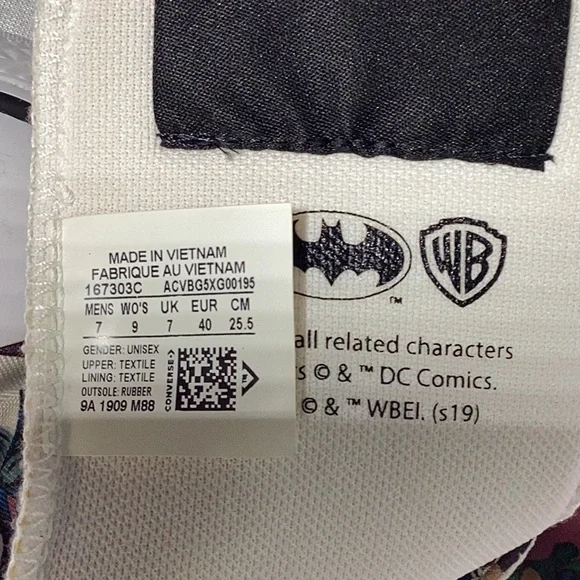 MADE IN VIETNAM
FABRIQUE AU VIETNAM
167303C ACVBG5XG00195
MENS WO'S UK EUR CM
7 9 7 40 25.5
GENDER: UNISEX
UPPER: TEXTILE
LINING: TEXTILE
OUTSOLE: RUBBER
9A 1909 M88
CONVERSE
™
WB
all related characters
s © & ™ DC Comics.
© & ™ WBEI. (s19)